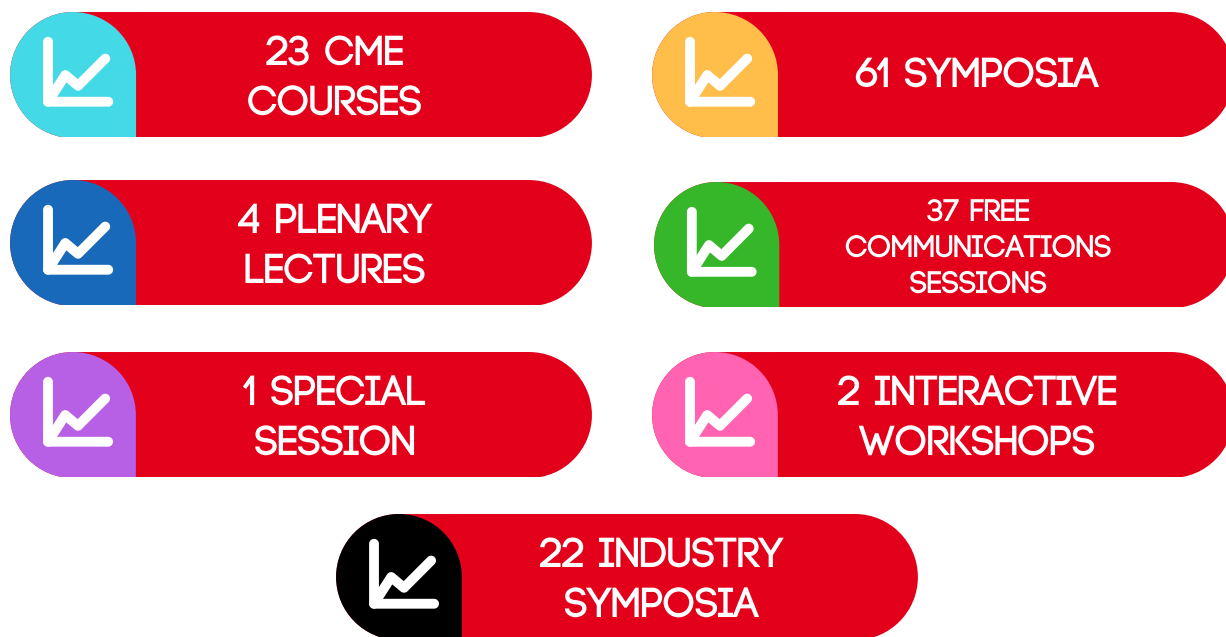 23 CME
COURSES
61 SYMPOSIA
4 PLENARY
LECTURES
37 FREE
COMMUNICATIONS
SESSIONS
1 SPECIAL
SESSION
2 INTERACTIVE
WORKSHOPS
22 INDUSTRY
SYMPOSIA